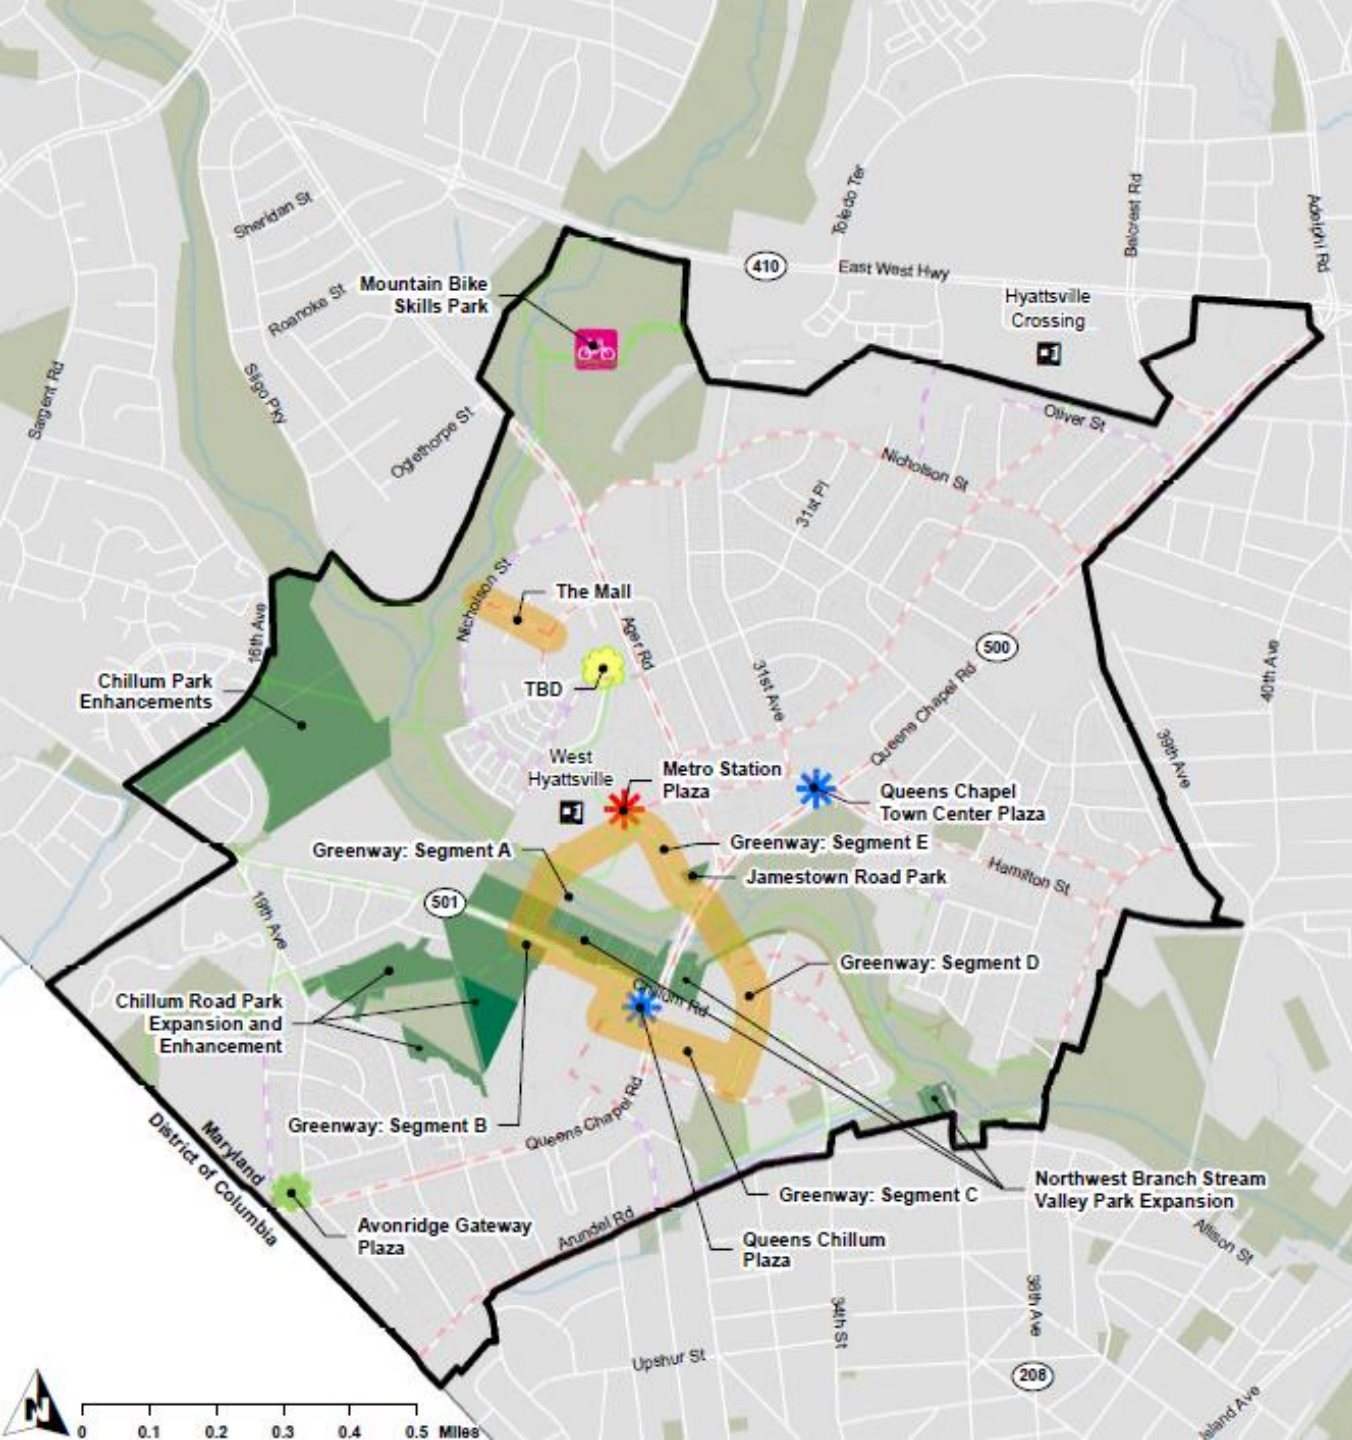 Toledo Ter
Belcrest Rd
Adelphi Rd
Sheridan St
410
East West Hwy
Mountain Bike
Skills Park
Roanoke St
Hyattsville
Crossing
Sargent Rd
Sligo Pky
Oglethorpe St
Oliver St
Nicholson St
31st Pl
Nicholson St
The Mall
16th Ave
Ager Rd
500
40th Ave
Chillum Park
Enhancements
TBD
31st Ave
Queens Chapel Rd
39th Ave
West
Hyattsville
Metro Station
Plaza
Queens Chapel
Town Center Plaza
Greenway: Segment A
Greenway: Segment E
Jamestown Road Park
Hamilton St
501
19th Ave
Greenway: Segment D
Chillum Rd
Chillum Road Park
Expansion and
Enhancement
Greenway: Segment B
Queens Chapel Rd
Maryland
District of Columbia
Northwest Branch Stream
Valley Park Expansion
Greenway: Segment C
Avonridge Gateway
Plaza
Arundel Rd
Queens Chillum
Plaza
Allison St
34th St
38th Ave
Upshur St
208
N
0 0.1 0.2 0.3 0.4 0.5 Miles